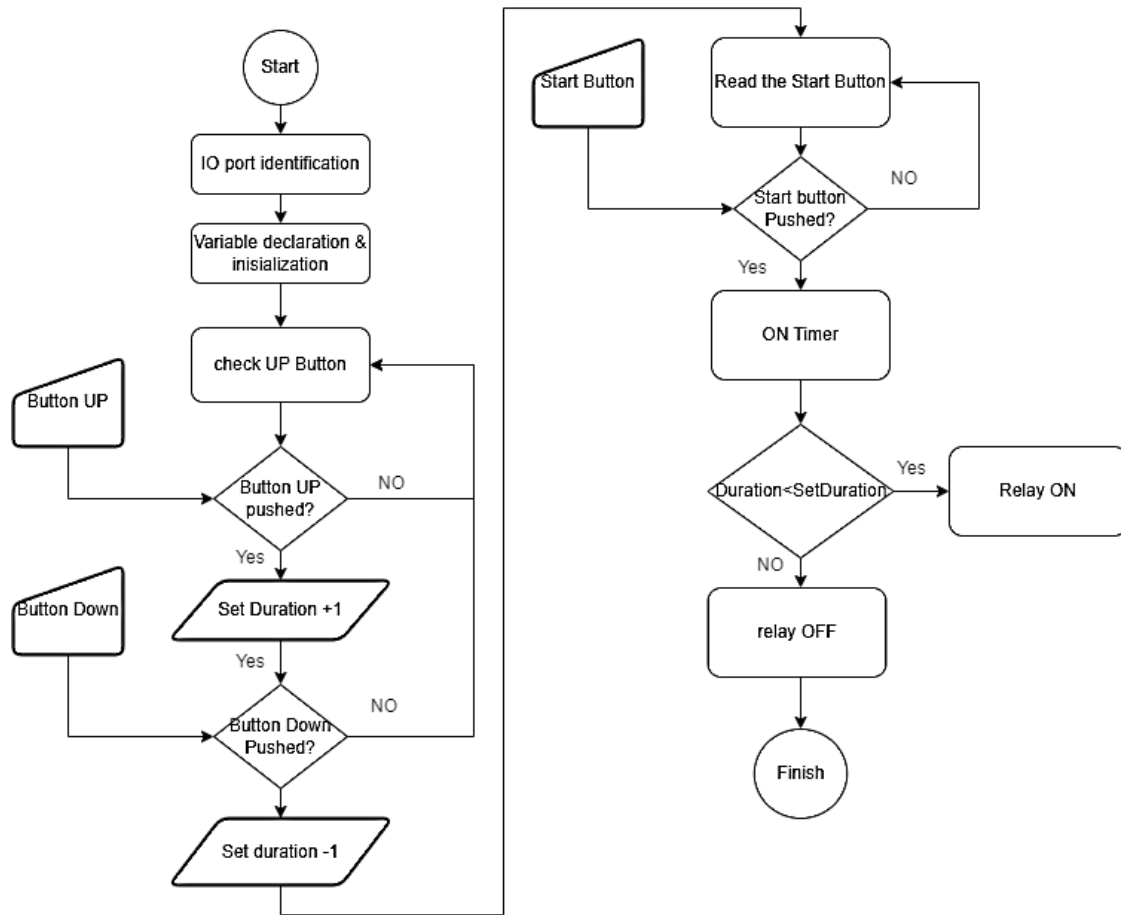 Start
IO port identification
Variable declaration &
inisialization
check UP Button
Button UP
Button UP
pushed?
NO
Yes
Set Duration +1
Button Down
Yes
Button Down
Pushed?
NO
Set duration -1
Start Button
Read the Start Button
Start button
Pushed?
NO
Yes
ON Timer
Duration<SetDuration
Yes
Relay ON
NO
relay OFF
Finish